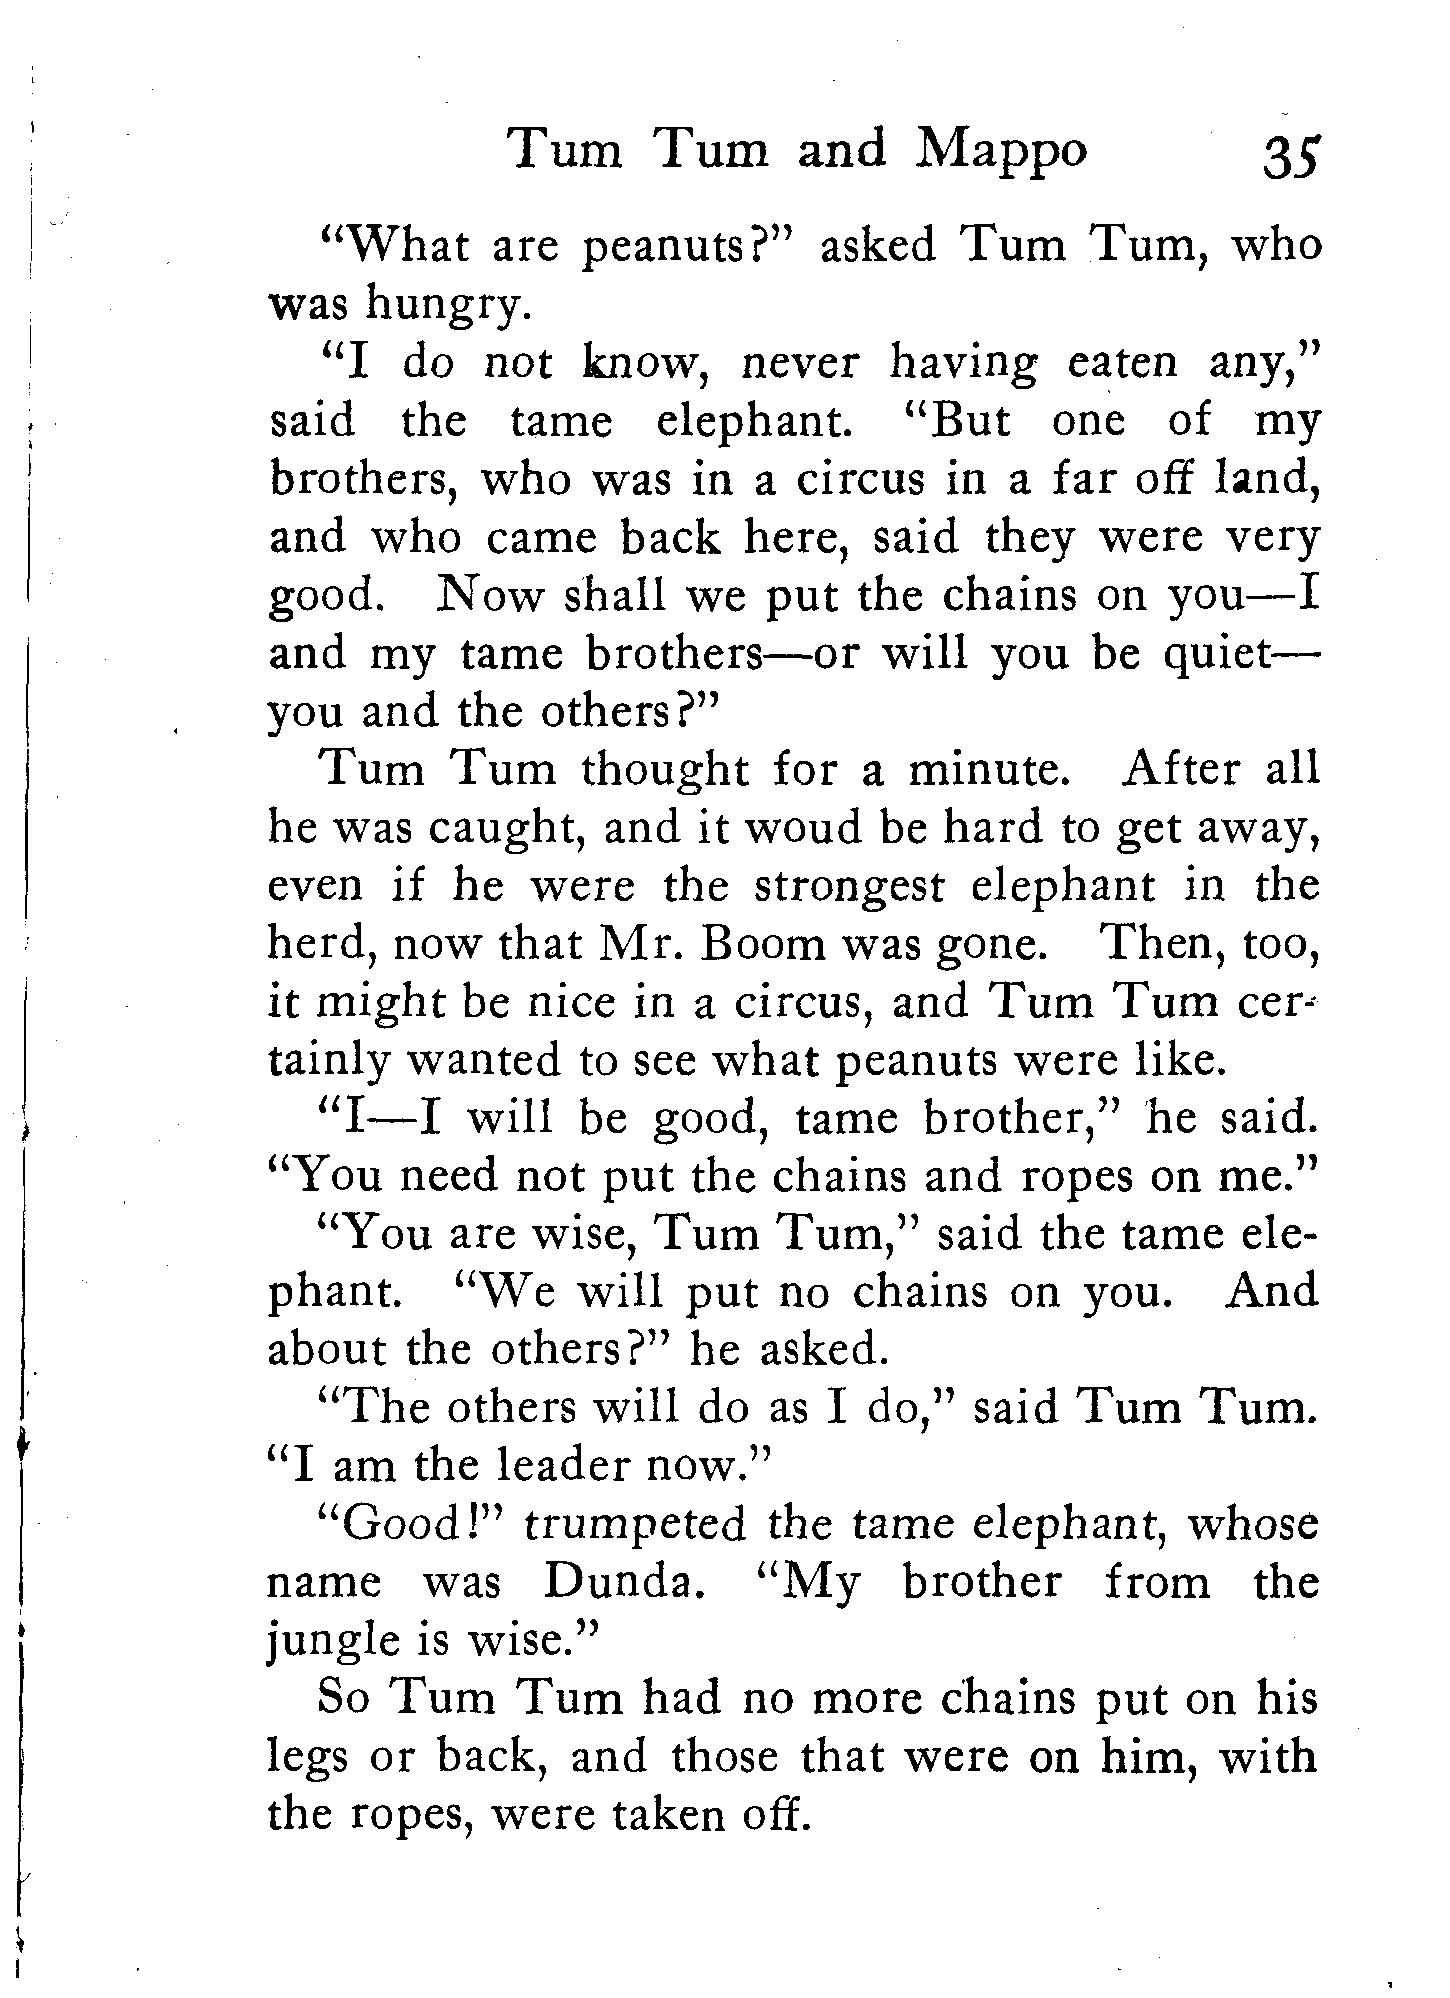 Tum Tum and Mappo 35
“What are peanuts?” asked Tum Tum, who
was hungry.
“I do not know, never having eaten any,”
said the tame elephant. “But one of my
brothers, who was in a circus in a far off land,
and who came back here, said they were very
good. Now shall we put the chains on you—I
and my tame brothers—or will you be quiet—
you and the others?”
Tum Tum thought for a minute. After all
he was caught, and it woud be hard to get away,
even if he were the strongest elephant in the
herd, now that Mr. Boom was gone. Then, too,
it might be nice in a circus, and Tum Tum cer-
tainly wanted to see what peanuts were like.
“I—I will be good, tame brother,” he said.
“You need not put the chains and ropes on me.”
“You are wise, Tum Tum,” said the tame ele-
phant. “We will put no chains on you. And
about the others?” he asked.
“The others will do as I do,” said Tum Tum.
“I am the leader now.”
“Good!” trumpeted the tame elephant, whose
name was Dunda. “My brother from the
jungle is wise.”
So Tum Tum had no more chains put on his
legs or back, and those that were on him, with
the ropes, were taken off.